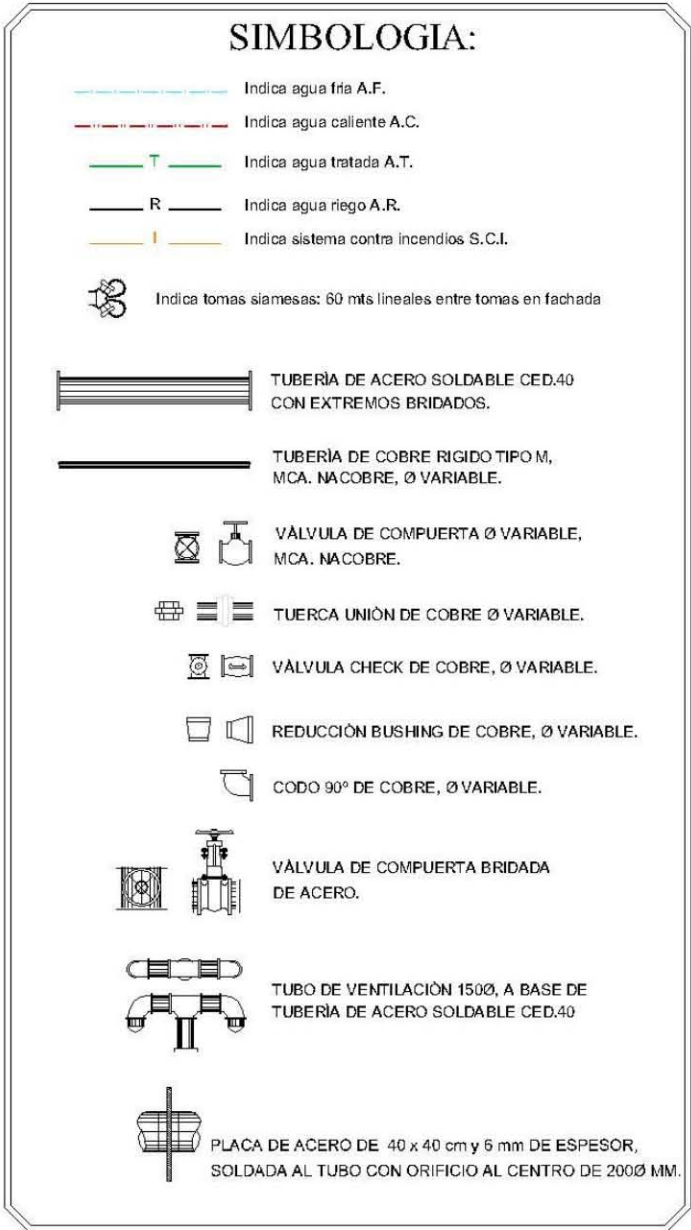 SIMBOLOGIA:
Indica agua fria A.F.
Indica agua caliente A.C.
T Indica agua tratada A.T.
R Indica agua riego A.R.
I Indica sistema contra incendios S.C.I.
Indica tomas siamesas: 60 mts lineales entre tomas en fachada
TUBERÌA DE ACERO SOLDABLE CED.40
CON EXTREMOS BRIDADOS.
TUBERÌA DE COBRE RIGIDO TIPO M,
MCA. NACOBRE, Ø VARIABLE.
VÀLVULA DE COMPUERTA Ø VARIABLE,
MCA. NACOBRE.
TUERCA UNIÒN DE COBRE Ø VARIABLE.
VÀLVULA CHECK DE COBRE, Ø VARIABLE.
REDUCCIÒN BUSHING DE COBRE, Ø VARIABLE.
CODO 90º DE COBRE, Ø VARIABLE.
VÀLVULA DE COMPUERTA BRIDADA
DE ACERO.
TUBO DE VENTILACIÒN 150Ø, A BASE DE
TUBERÌA DE ACERO SOLDABLE CED.40
PLACA DE ACERO DE 40 x 40 cm y 6 mm DE ESPESOR,
SOLDADA AL TUBO CON ORIFICIO AL CENTRO DE 200Ø MM.